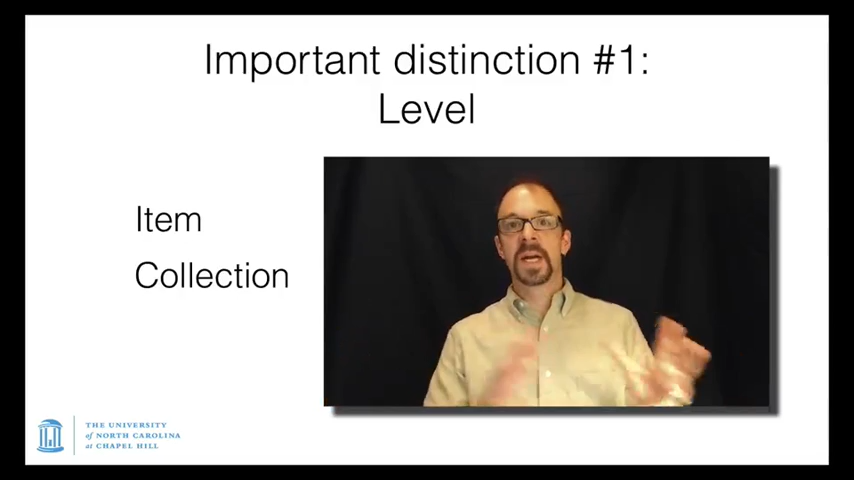 Important distinction #1:
Level
Item
Collection
THE UNIVERSITY
of NORTH CAROLINA
at CHAPEL HILL